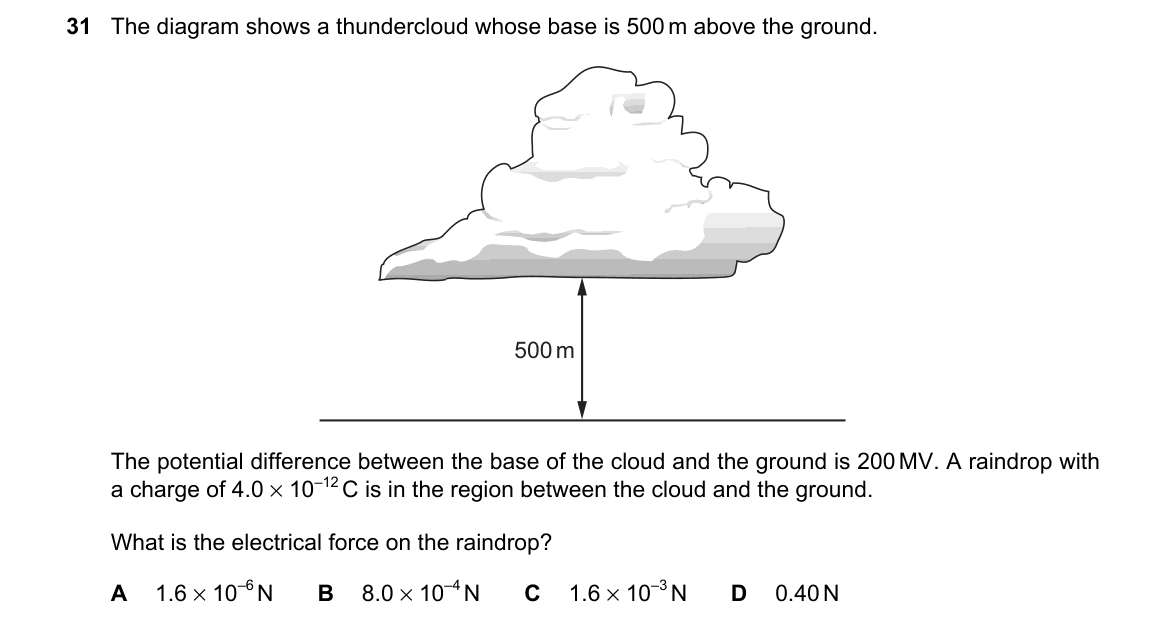 31 The diagram shows a thundercloud whose base is 500 m above the ground.
500 m
The potential difference between the base of the cloud and the ground is 200 MV. A raindrop with
a charge of 4.0 × 10⁻¹² C is in the region between the cloud and the ground.
What is the electrical force on the raindrop?
A 1.6 × 10⁻⁶ N B 8.0 × 10⁻⁴ N C 1.6 × 10⁻³ N D 0.40 N